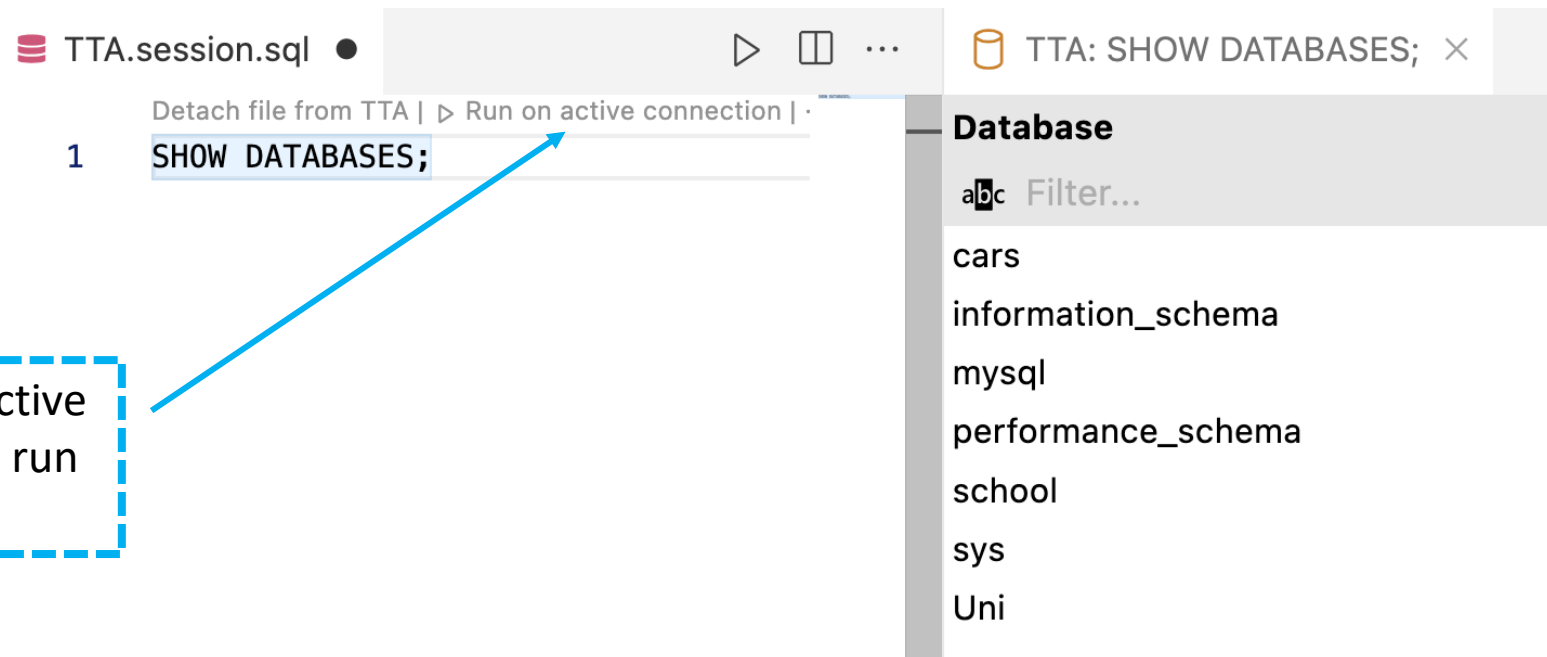 TTA.session.sql
Detach file from TTA | ▷ Run on active connection |
1 SHOW DATABASES;
run
TTA: SHOW DATABASES;
Database
abc Filter...
cars
information_schema
mysql
performance_schema
school
sys
Uni